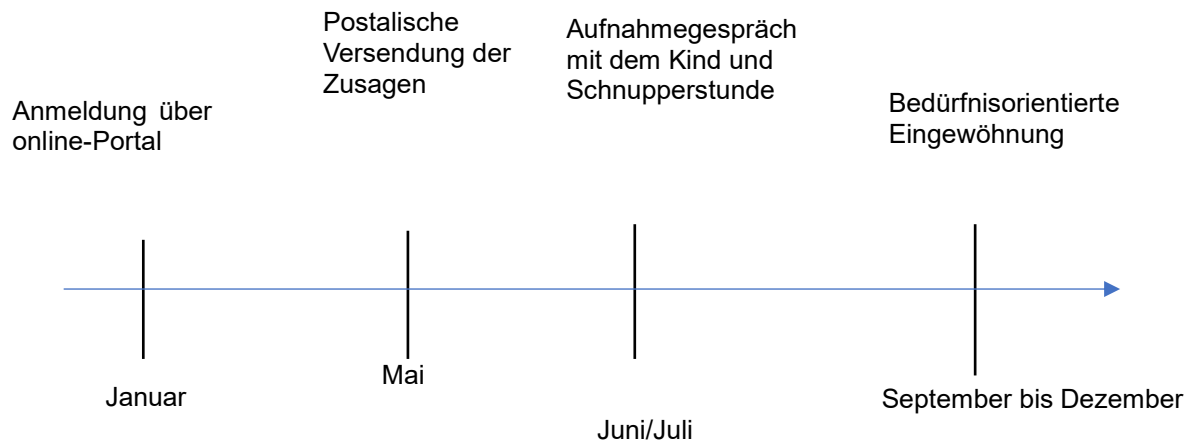 Anmeldung über
online-Portal
Postalische
Versendung der
Zusagen
Aufnahmegespräch
mit dem Kind und
Schnupperstunde
Bedürfnisorientierte
Eingewöhnung
Januar
Mai
Juni/Juli
September bis Dezember